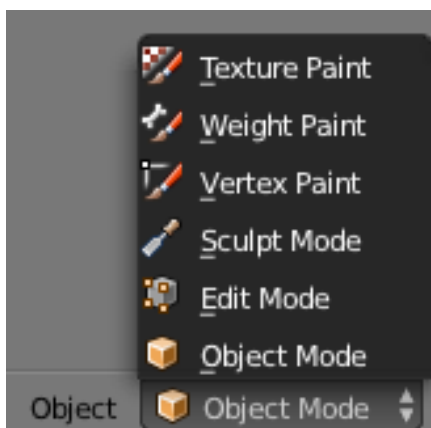 Texture Paint
Weight Paint
Vertex Paint
Sculpt Mode
Edit Mode
Object Mode
Object Object Mode